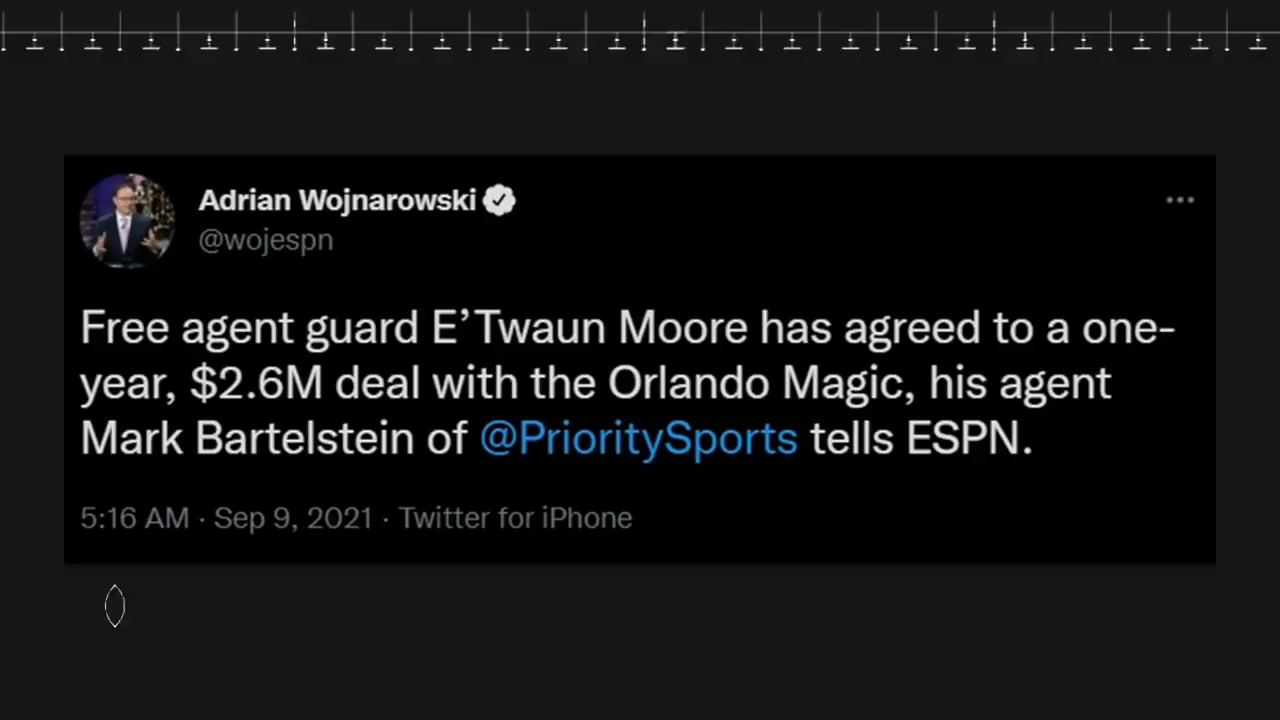 Adrian Wojnarowski
@wojespn
Free agent guard E’Twaun Moore has agreed to a one-
year, $2.6M deal with the Orlando Magic, his agent
Mark Bartelstein of @PrioritySports tells ESPN.
5:16 AM · Sep 9, 2021 · Twitter for iPhone